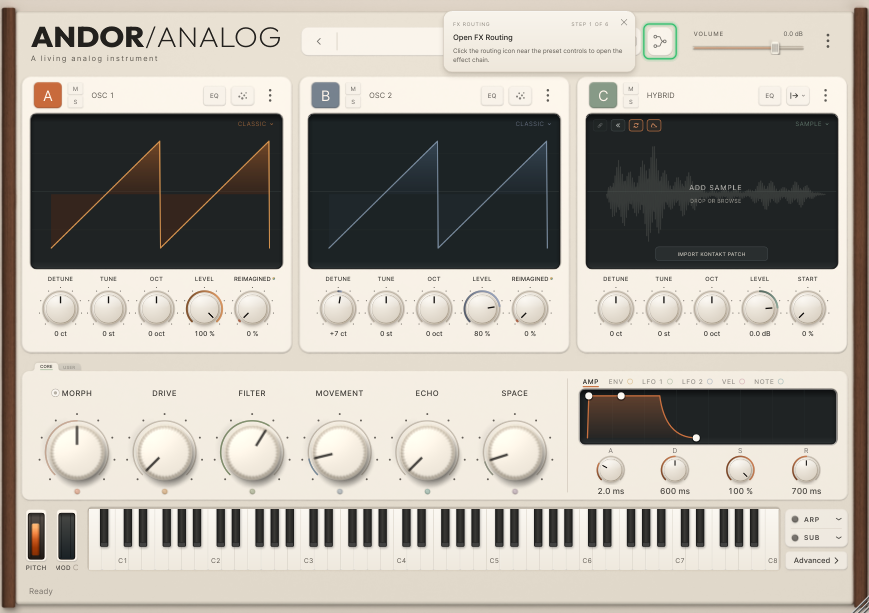 ANDOR/ANALOG
A living analog instrument
FX ROUTING STEP 1 OF 6
Open FX Routing
Click the routing icon near the preset controls to open the
effect chain.
VOLUME 0.0 dB
A M S OSC 1 EQ
CLASSIC
DETUNE TUNE OCT LEVEL REIMAGINED
0 ct 0 st 0 oct 100 % 0 %
B M S OSC 2 EQ
CLASSIC
DETUNE TUNE OCT LEVEL REIMAGINED
+7 ct 0 st 0 oct 80 % 0 %
C M S HYBRID EQ
SAMPLE
ADD SAMPLE
DROP OR BROWSE
IMPORT KONTAKT PATCH
DETUNE TUNE OCT LEVEL START
0 ct 0 st 0 oct 0.0 dB 0 %
CORE
MORPH DRIVE FILTER MOVEMENT ECHO SPACE
AMP ENV LFO 1 LFO 2 VEL NOTE
A D S R
2.0 ms 600 ms 100 % 700 ms
PITCH MOD
C1 C2 C3 C4 C5 C6 C7 C8
ARP
SUB
Advanced
Ready